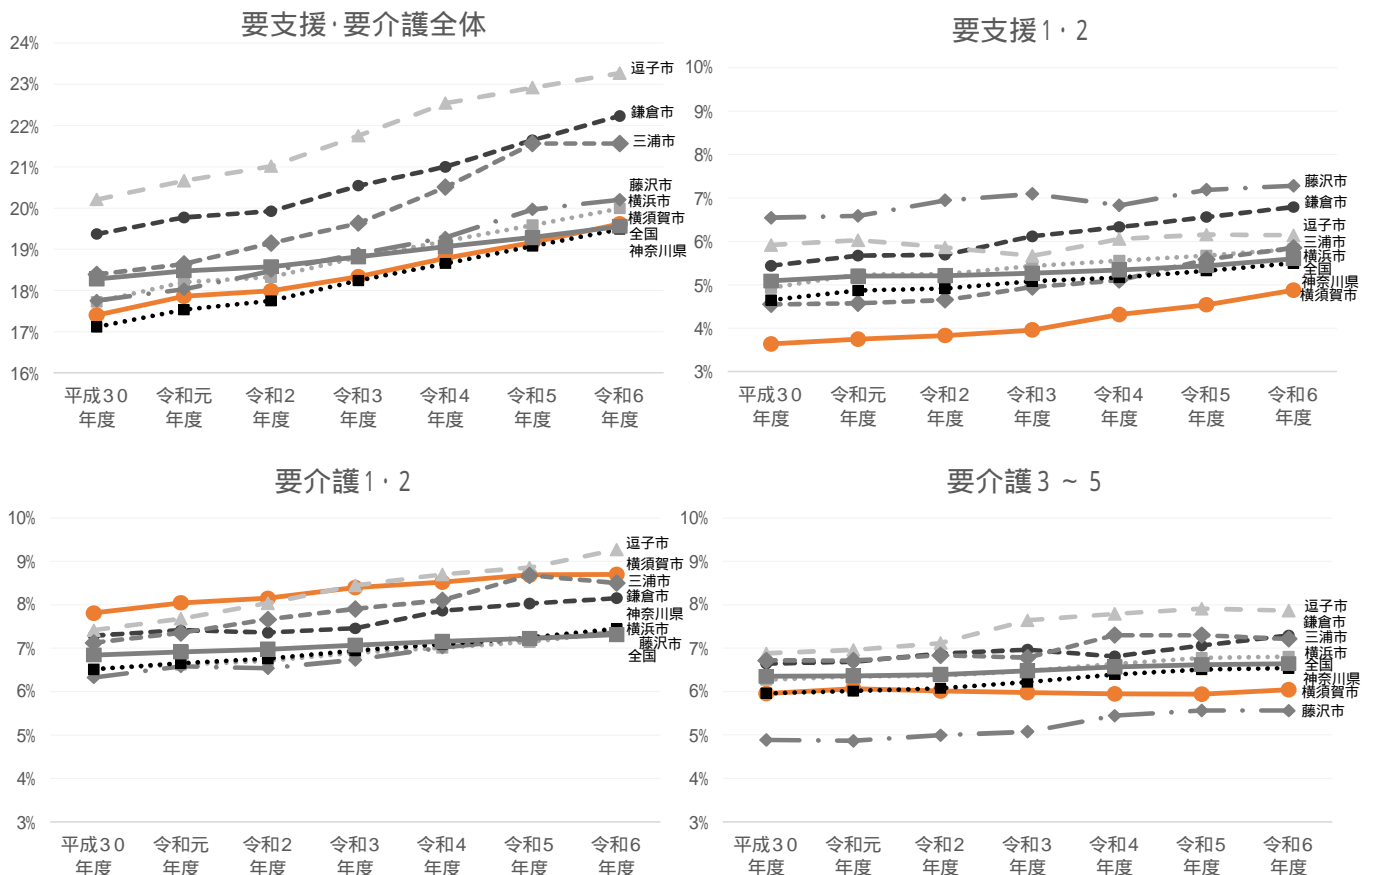 要支援・要介護全体
24%
23%
22%
21%
20%
19%
18%
17%
16%
逗子市
鎌倉市
三浦市
藤沢市
横浜市
横須賀市
全国
神奈川県
平成30年度
令和元年度
令和2年度
令和3年度
令和4年度
令和5年度
令和6年度
要支援1・2
10%
9%
8%
7%
6%
5%
4%
3%
藤沢市
鎌倉市
逗子市
三浦市
横浜市
全国
神奈川県
横須賀市
平成30年度
令和元年度
令和2年度
令和3年度
令和4年度
令和5年度
令和6年度
要介護1・2
10%
9%
8%
7%
6%
5%
4%
3%
逗子市
横須賀市
三浦市
鎌倉市
神奈川県
横浜市
藤沢市
全国
平成30年度
令和元年度
令和2年度
令和3年度
令和4年度
令和5年度
令和6年度
要介護3~5
10%
9%
8%
7%
6%
5%
4%
3%
逗子市
鎌倉市
三浦市
横浜市
全国
神奈川県
横須賀市
藤沢市
平成30年度
令和元年度
令和2年度
令和3年度
令和4年度
令和5年度
令和6年度